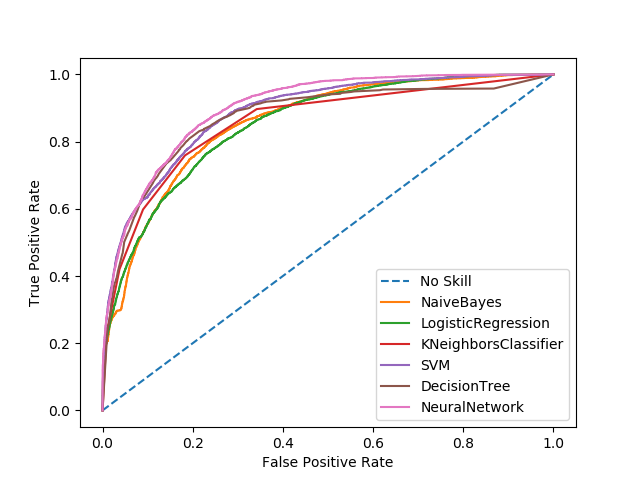 1.0
0.8
0.6
0.4
0.2
0.0
True Positive Rate
No Skill
NaiveBayes
LogisticRegression
KNeighborsClassifier
SVM
DecisionTree
NeuralNetwork
0.0 0.2 0.4 0.6 0.8 1.0
False Positive Rate